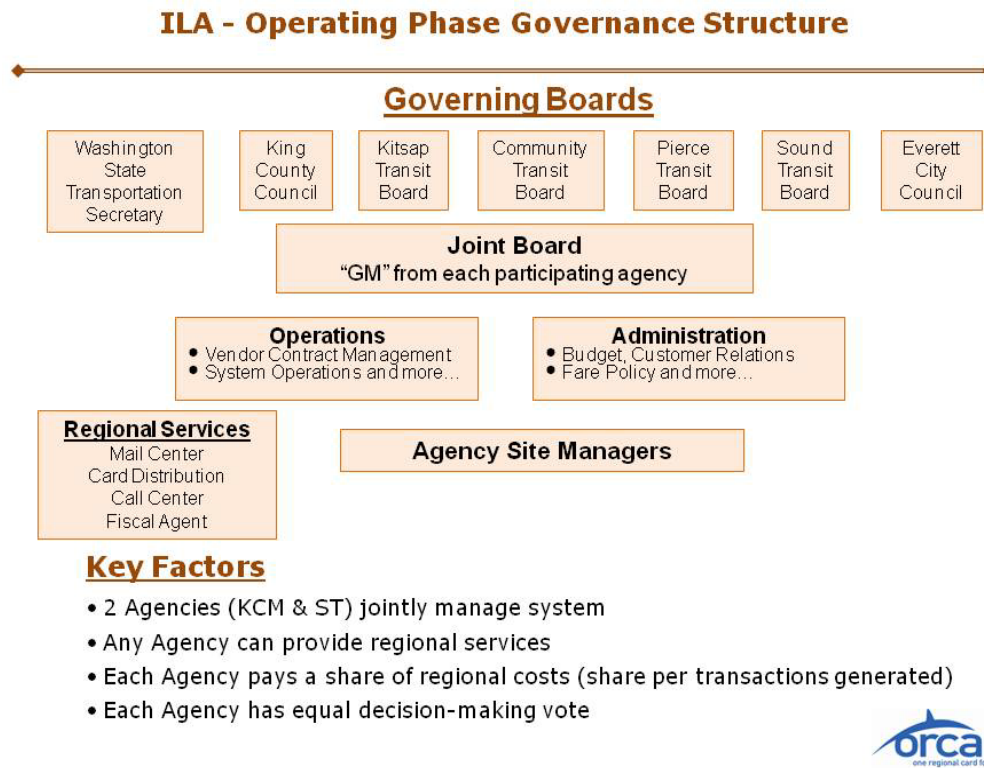 ILA - Operating Phase Governance Structure
Governing Boards
Washington
State
Transportation
Secretary
King
County
Council
Kitsap
Transit
Board
Community
Transit
Board
Pierce
Transit
Board
Sound
Transit
Board
Everett
City
Council
Joint Board
“GM” from each participating agency
Operations
• Vendor Contract Management
• System Operations and more…
Administration
• Budget, Customer Relations
• Fare Policy and more…
Regional Services
Mail Center
Card Distribution
Call Center
Fiscal Agent
Agency Site Managers
Key Factors
• 2 Agencies (KCM & ST) jointly manage system
• Any Agency can provide regional services
• Each Agency pays a share of regional costs (share per transactions generated)
• Each Agency has equal decision-making vote
orca
one regional card fo